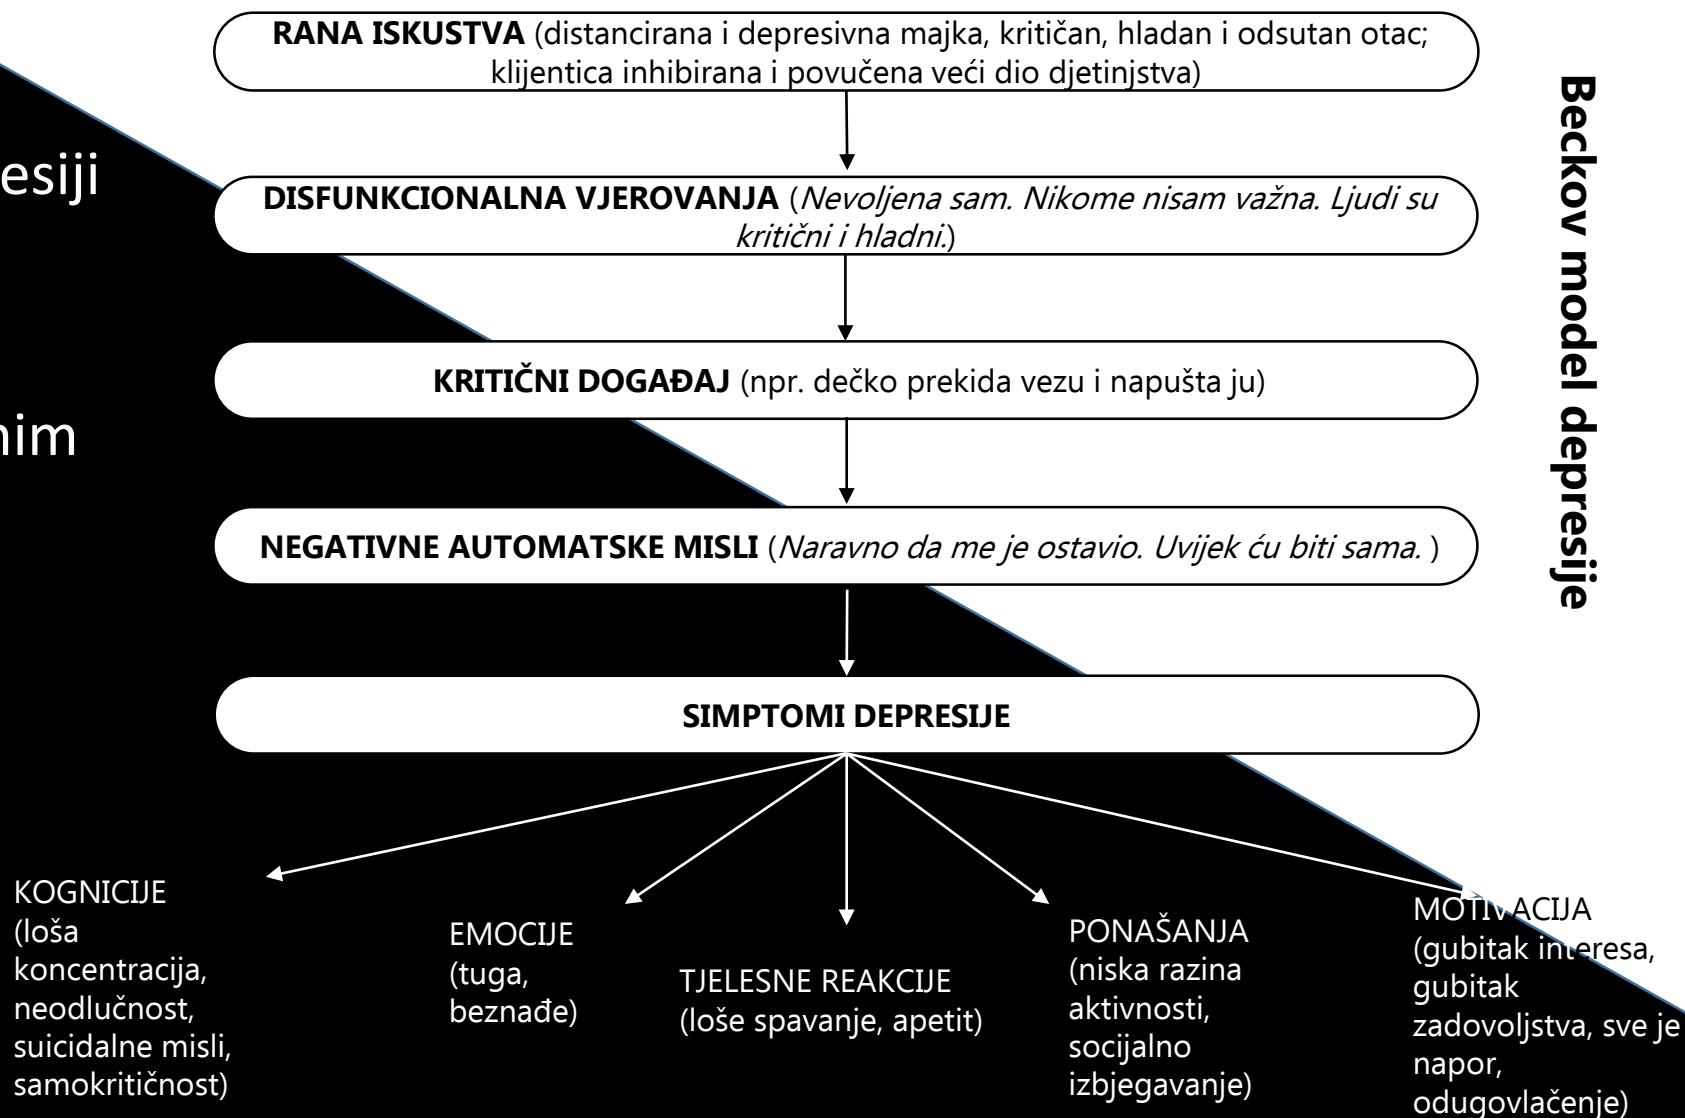 RANA ISKUSTVA (distancirana i depresivna majka, kritičan, hladan i odsutan otac;
klijentica inhibirana i povučena veći dio djetinjstva)
esiji
DISFUNKCIONALNA VJEROVANJA (Nevoljena sam. Nikome nisam važna. Ljudi su
kritični i hladni.)
KRITIČNI DOGAĐAJ (npr. dečko prekida vezu i napušta ju)
nim
NEGATIVNE AUTOMATSKE MISLI (Naravno da me je ostavio. Uvijek ću biti sama. )
SIMPTOMI DEPRESIJE
Beckov model depresije
KOGNICIJE
(loša
koncentracija,
neodlučnost,
suicidalne misli,
samokritičnost)
EMOCIJE
(tuga,
beznađe)
TJELESNE REAKCIJE
(loše spavanje, apetit)
PONAŠANJA
(niska razina
aktivnosti,
socijalno
izbjegavanje)
MOTIVACIJA
(gubitak interesa,
gubitak
zadovoljstva, sve je
napor,
odugovlačenje)